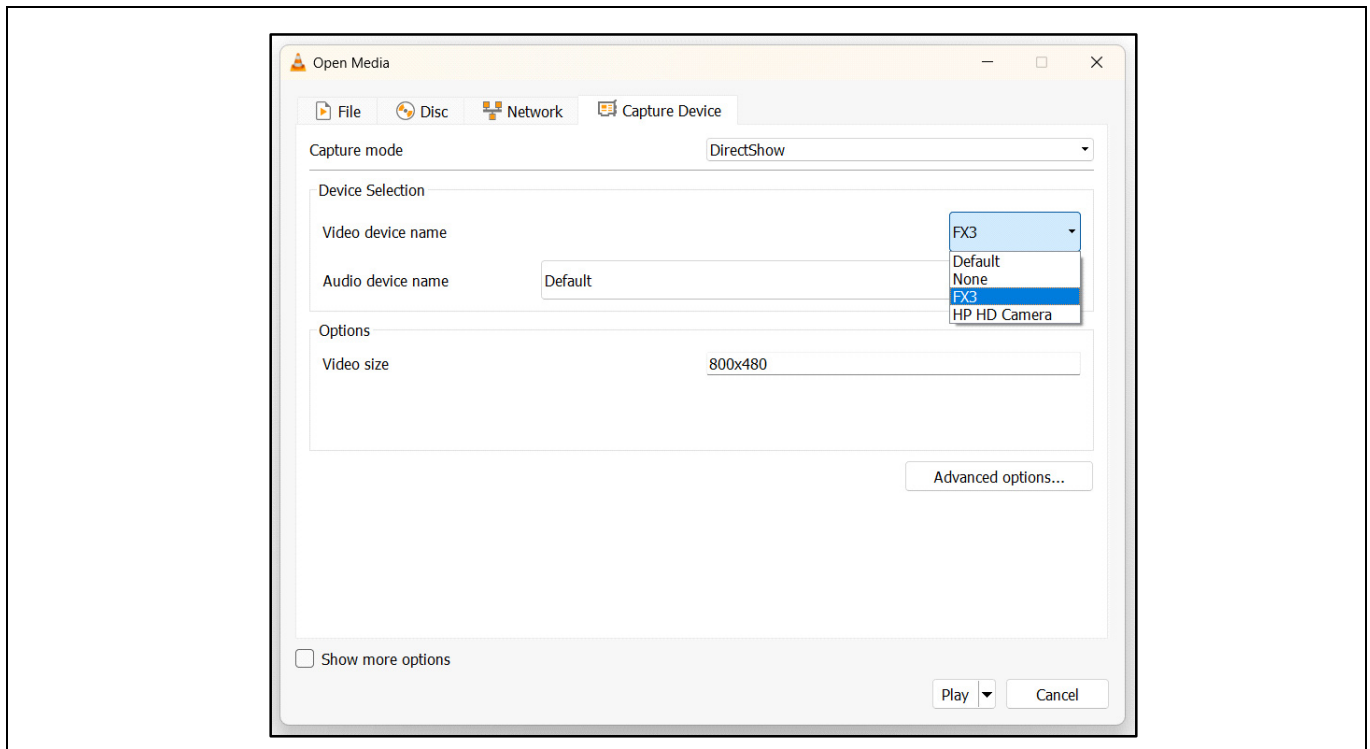 Open Media
File Disc Network Capture Device
Capture mode DirectShow
Device Selection
Video device name FX3
Default
None
FX3
HP HD Camera
Audio device name Default
Options
Video size 800x480
Advanced options...
Show more options
Play Cancel